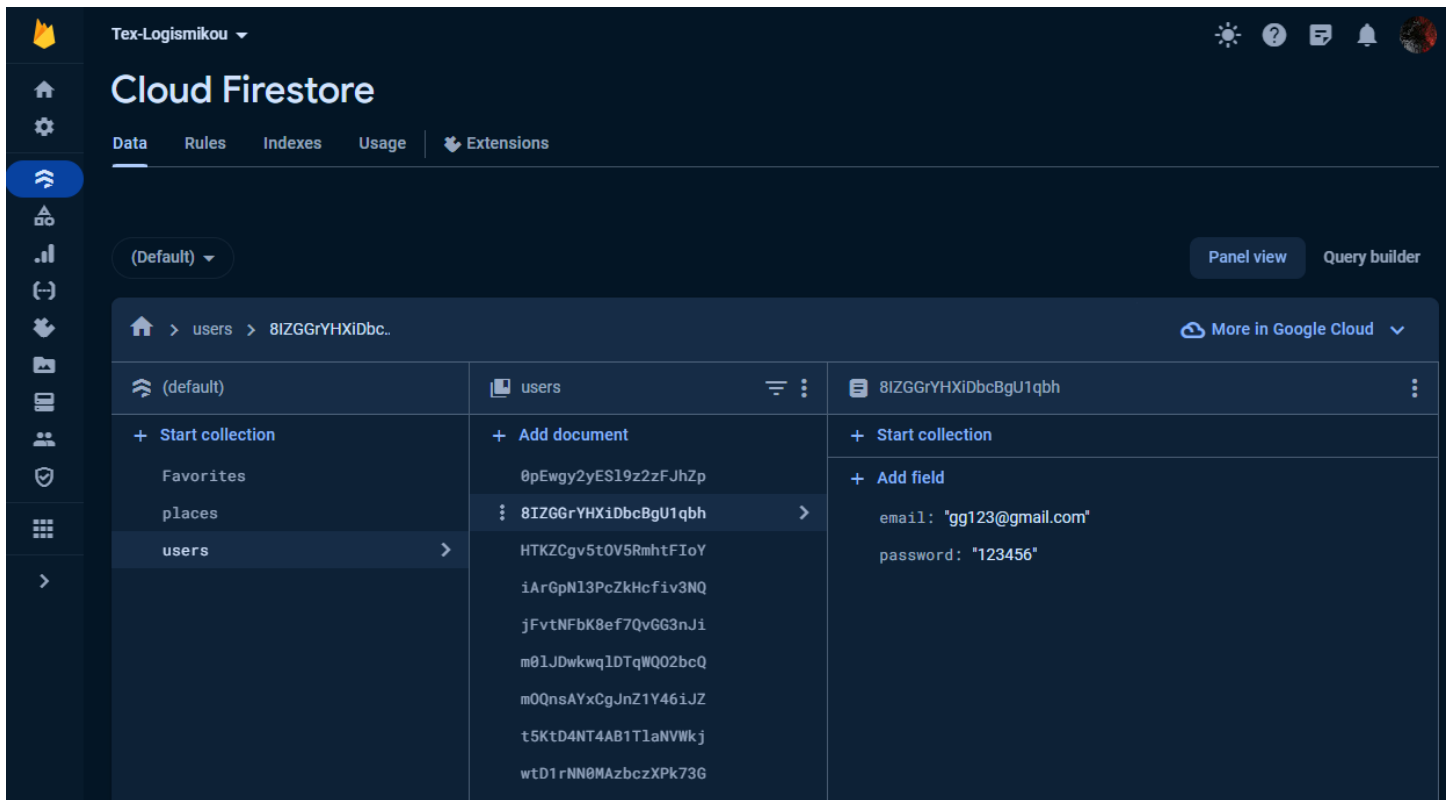 Tex-Logismikou
Cloud Firestore
Data Rules Indexes Usage Extensions
(Default)
Panel view Query builder
users 8IZGGrYHXiDbc..
More in Google Cloud
(default)
users
8IZGGrYHXiDbcBgU1qbh
+ Start collection
Favorites
places
users
+ Add document
0pEwgy2yESl9z2zFJhZp
8IZGGrYHXiDbcBgU1qbh
HTKZCgv5tOV5RmhtFIoY
iArGpNl3PcZkHcfiv3NQ
jFvtNFbK8ef7QvGG3nJi
m0lJDwkwqlDTqWQO2bcQ
mOQnsAYxCgJnZ1Y46iJZ
t5KtD4NT4AB1TlaNVWkj
wtD1rNN0MAzbczXPk73G
+ Start collection
+ Add field
email: "gg123@gmail.com"
password: "123456"